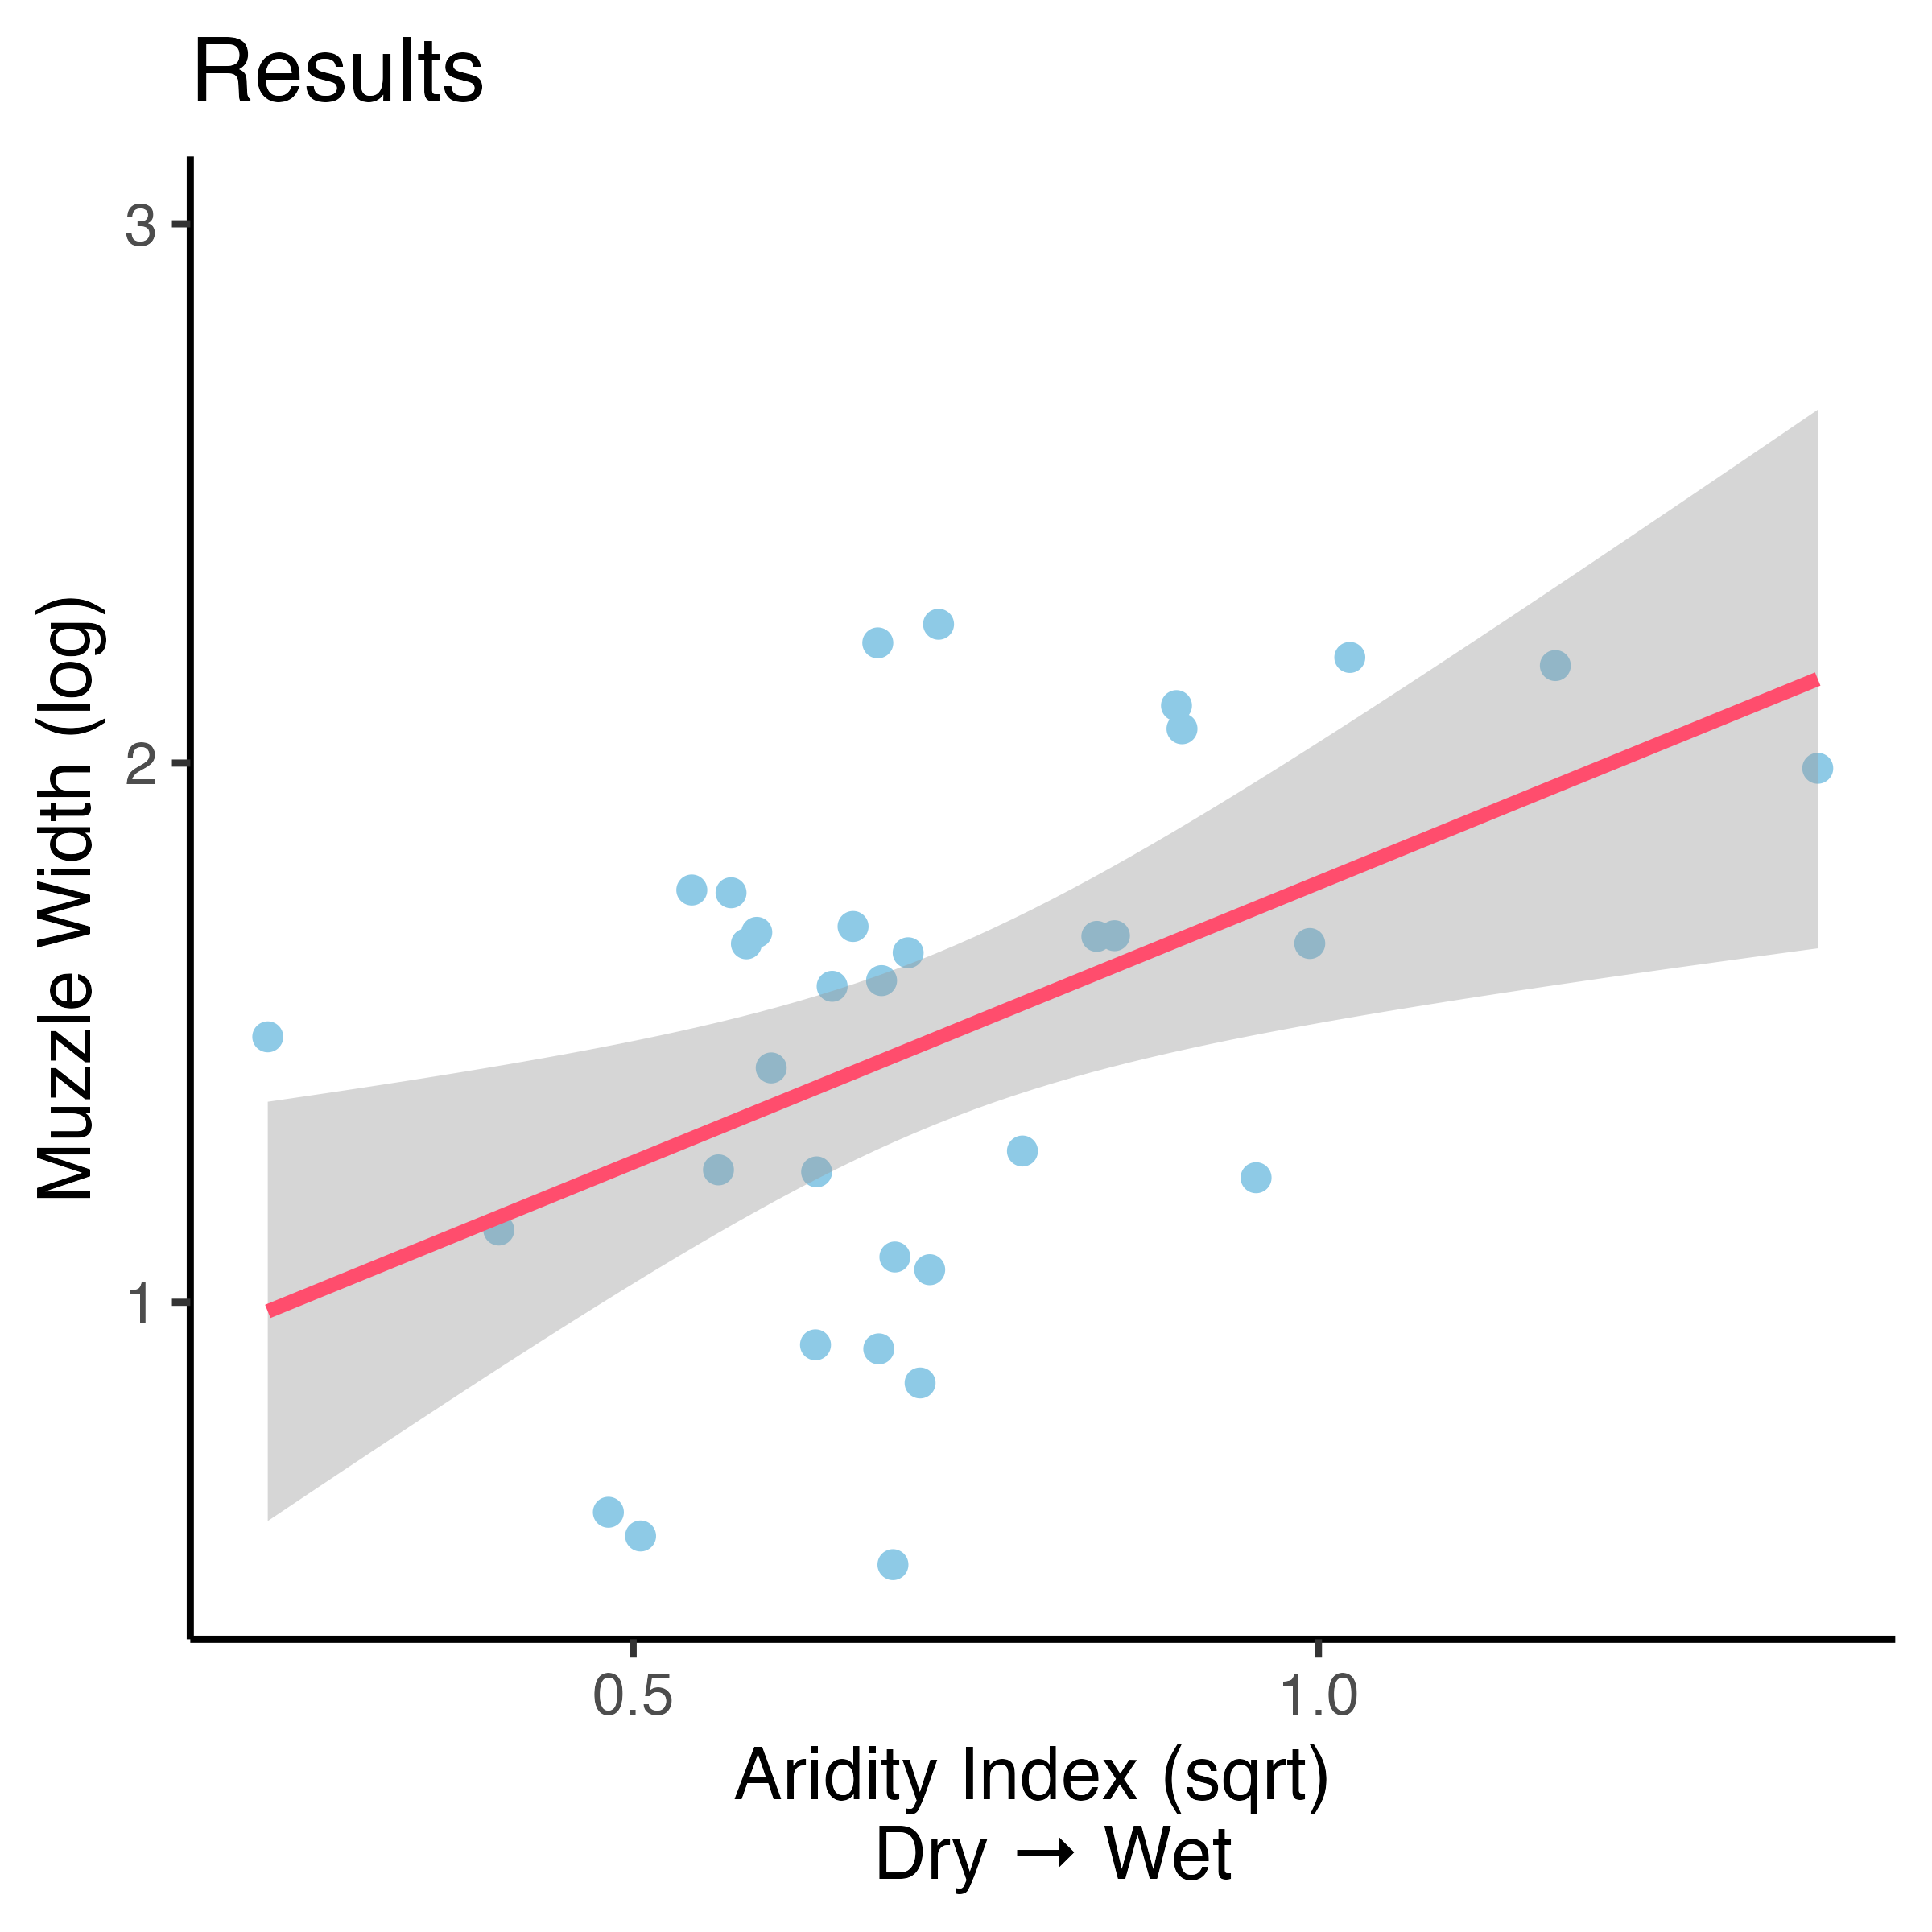 Results
3
2
1
Muzzle Width (log)
0.5
1.0
Aridity Index (sqrt)
Dry → Wet